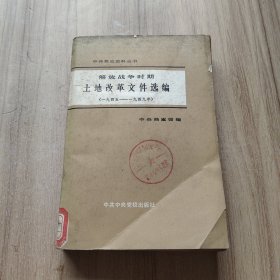 中共党史资料丛书
解放战争时期
土地改革文件选编
(一九四五——一九四九年)
中央档案馆编
中共中央党校出版社